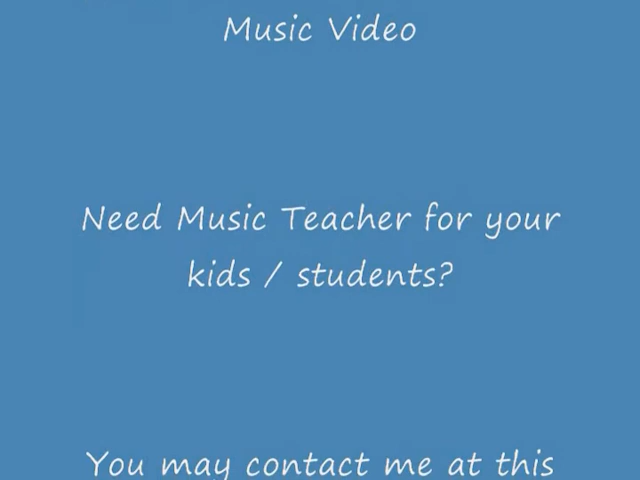 Music Video
Need Music Teacher for your
kids / students?
You may contact me at this